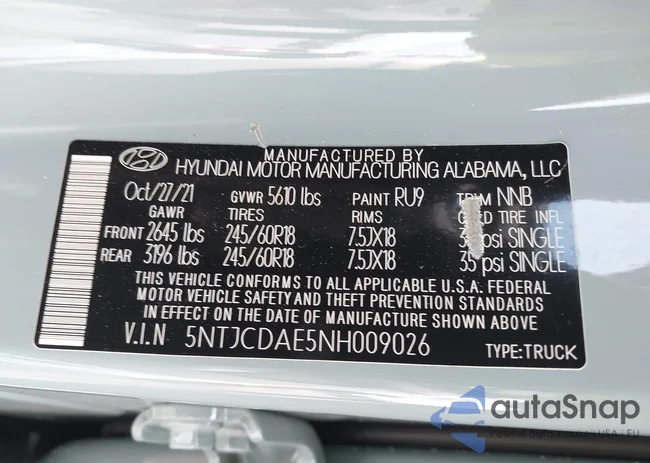 MANUFACTURED BY
HYUNDAI MOTOR MANUFACTURING ALABAMA, LLC
Oct/27/21 GVWR 5610 lbs PAINT RU9 TRIM NNB
GAWR TIRES RIMS TIRE INFL
FRONT 2645 lbs 245/60R18 7.5JX18 psi SINGLE
REAR 3196 lbs 245/60R18 7.5JX18 35 psi SINGLE
THIS VEHICLE CONFORMS TO ALL APPLICABLE U.S.A. FEDERAL
MOTOR VEHICLE SAFETY AND THEFT PREVENTION STANDARDS
IN EFFECT ON THE DATE OF MANUFACTURE SHOWN ABOVE.
V.I.N 5NTJCDAE5NH009026 TYPE:TRUCK
autaSnap